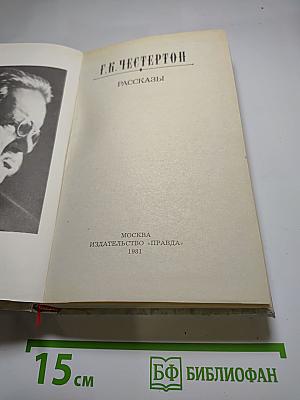 Г. К. ЧЕСТЕРТОН
РАССКАЗЫ
МОСКВА
ИЗДАТЕЛЬСТВО «ПРАВДА»
1981
15 см
БФ БИБЛИОФАН